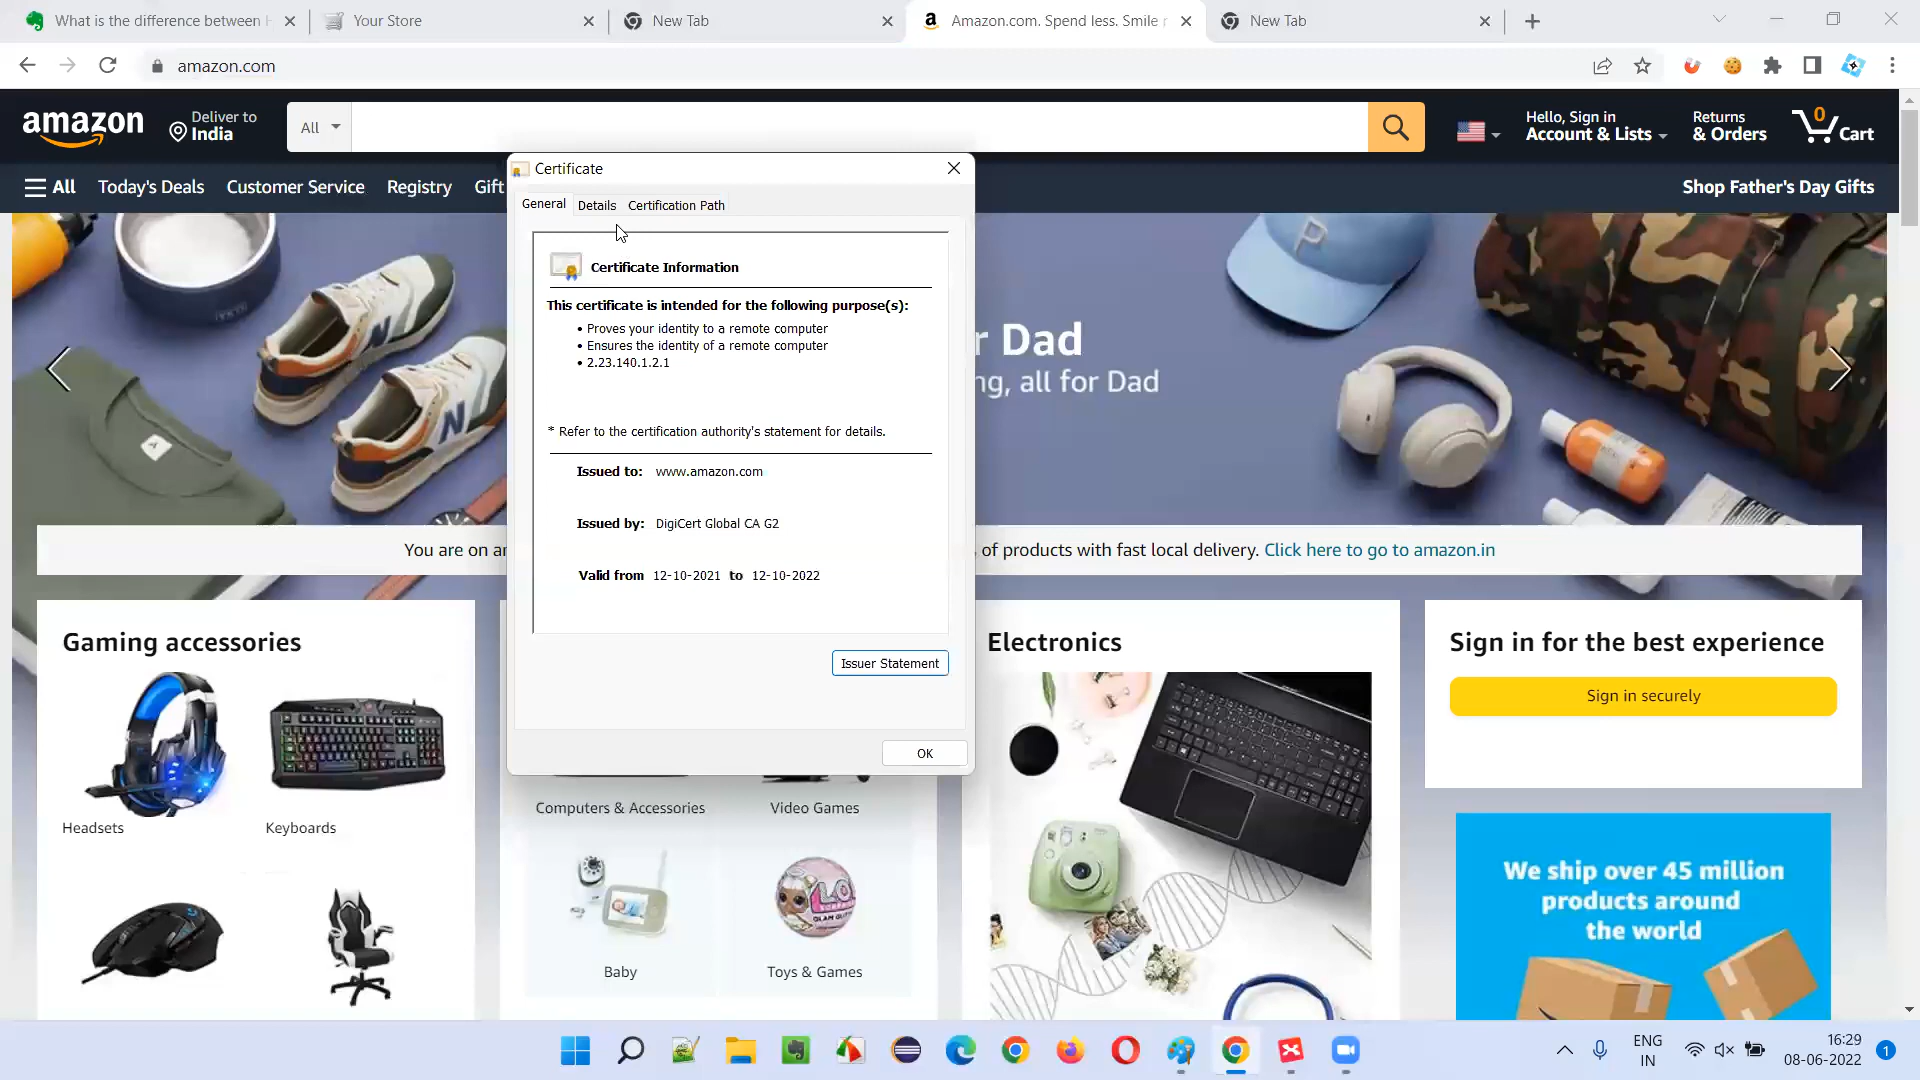 What is the difference between
Your Store
New Tab
Amazon.com. Spend less. Smile
New Tab
amazon.com
amazon
Deliver to
India
All
Hello, Sign in
Account & Lists
Returns
& Orders
0
Cart
All
Today's Deals
Customer Service
Registry
Gift
Shop Father's Day Gifts
Certificate
General
Details
Certification Path
Certificate Information
This certificate is intended for the following purpose(s):
• Proves your identity to a remote computer
• Ensures the identity of a remote computer
• 2.23.140.1.2.1
* Refer to the certification authority's statement for details.
Issued to: www.amazon.com
Issued by: DigiCert Global CA G2
Valid from 12-10-2021 to 12-10-2022
Issuer Statement
OK
r Dad
ng, all for Dad
P
N
N
You are on
of products with fast local delivery. Click here to go to amazon.in
Gaming accessories
Headsets
Keyboards
Computers & Accessories
Video Games
Baby
Toys & Games
Electronics
Sign in for the best experience
Sign in securely
We ship over 45 million
products around
the world
ENG
IN
16:29
08-06-2022
1